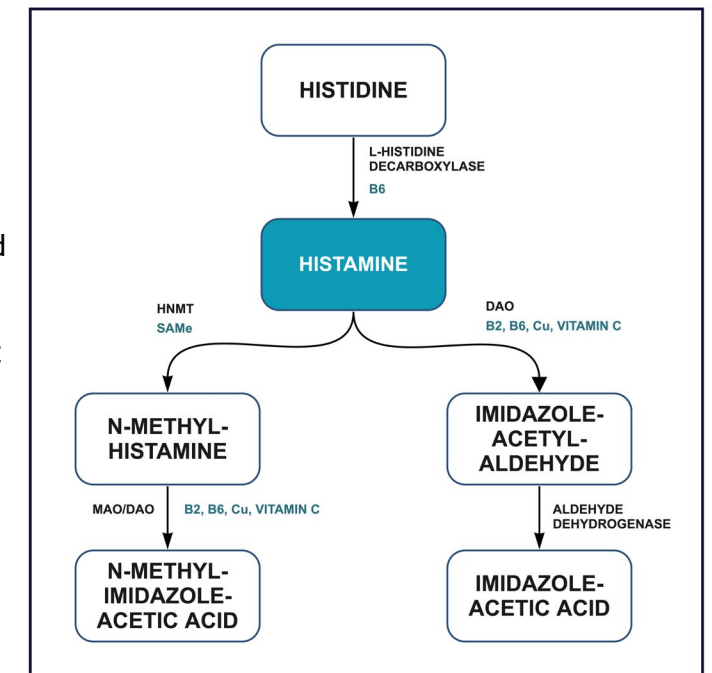 HISTIDINE
L-HISTIDINE
DECARBOXYLASE
B6
HISTAMINE
HNMT
SAMe
DAO
B2, B6, Cu, VITAMIN C
N-METHYL-
HISTAMINE
IMIDAZOLE-
ACETYL-
ALDEHYDE
MAO/DAO
B2, B6, Cu, VITAMIN C
ALDEHYDE
DEHYDROGENASE
N-METHYL-
IMIDAZOLE-
ACETIC ACID
IMIDAZOLE-
ACETIC ACID